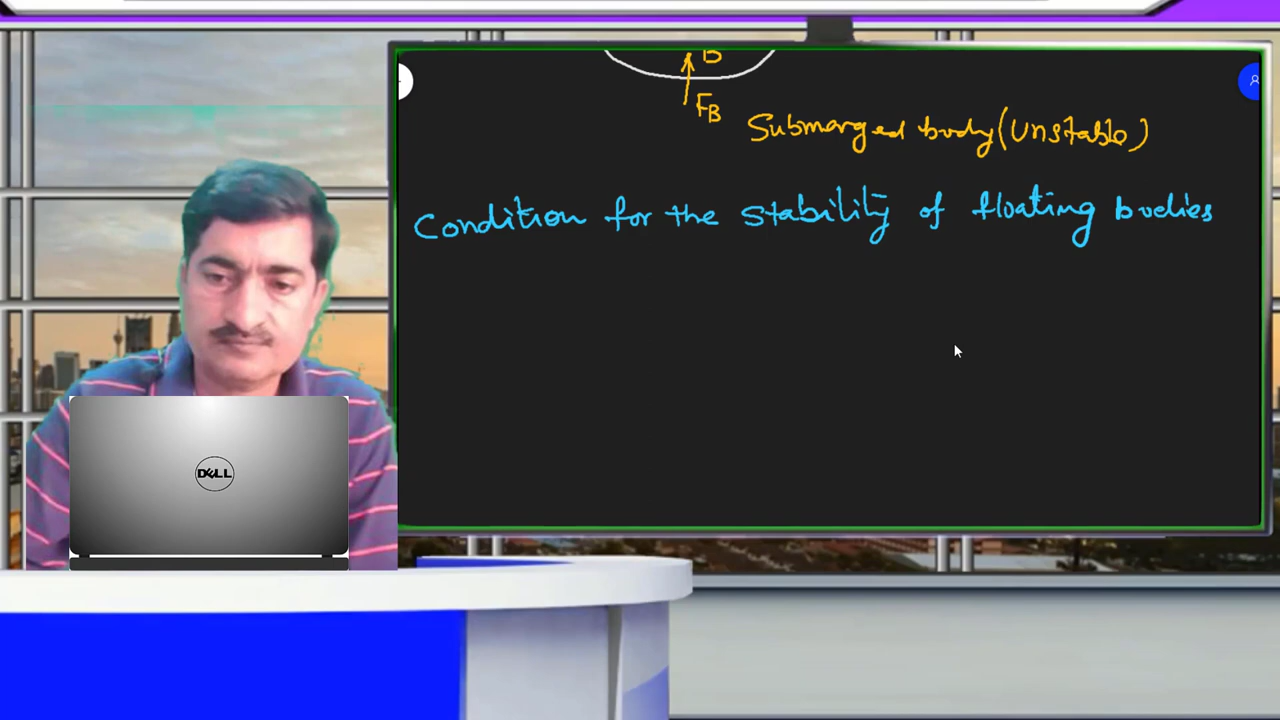 B
FB
Submerged body (Unstable)
Condition for the stability of floating bodies
DELL